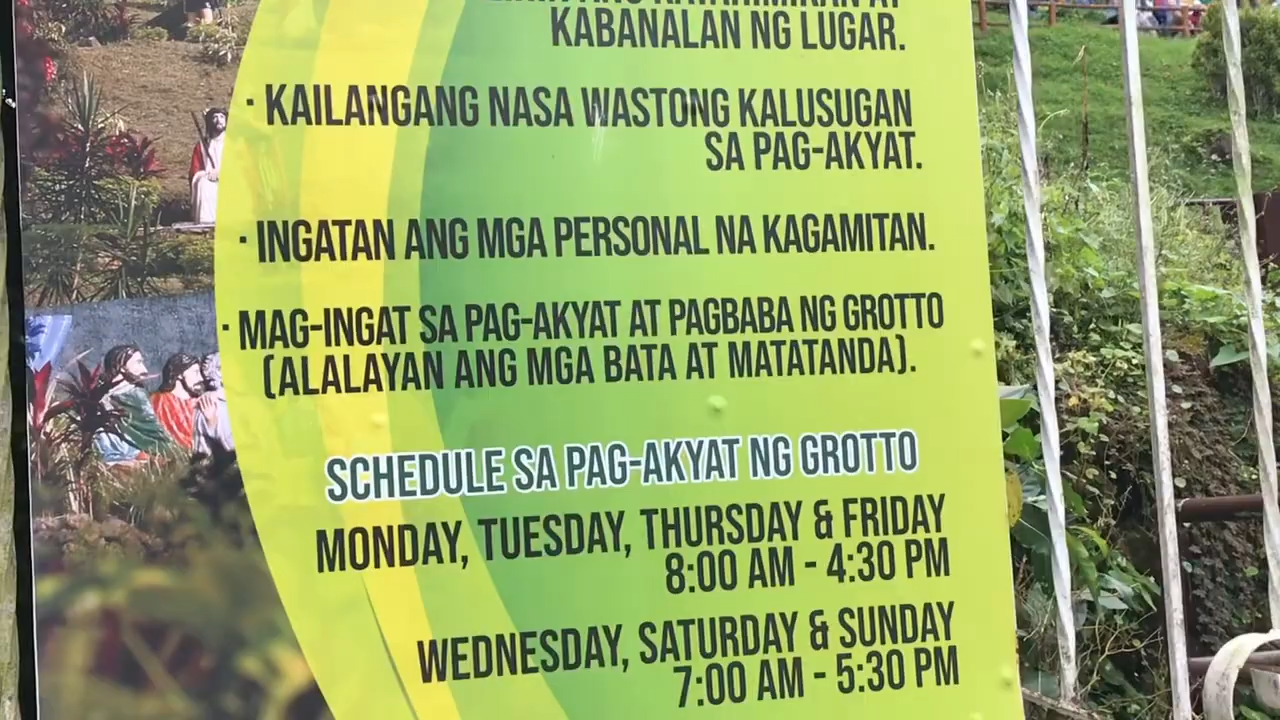 KABANALAN NG LUGAR.
· KAILANGANG NASA WASTONG KALUSUGAN
SA PAG-AKYAT.
· INGATAN ANG MGA PERSONAL NA KAGAMITAN.
· MAG-INGAT SA PAG-AKYAT AT PAGBABA NG GROTTO
(ALALAYAN ANG MGA BATA AT MATATANDA).
SCHEDULE SA PAG-AKYAT NG GROTTO
MONDAY, TUESDAY, THURSDAY & FRIDAY
8:00 AM - 4:30 PM
WEDNESDAY, SATURDAY & SUNDAY
7:00 AM - 5:30 PM